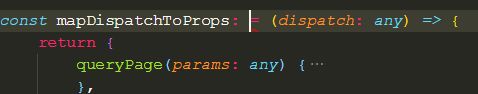 const mapDispatchToProps: = (dispatch: any) => {
return {
queryPage(params: any) {···
},